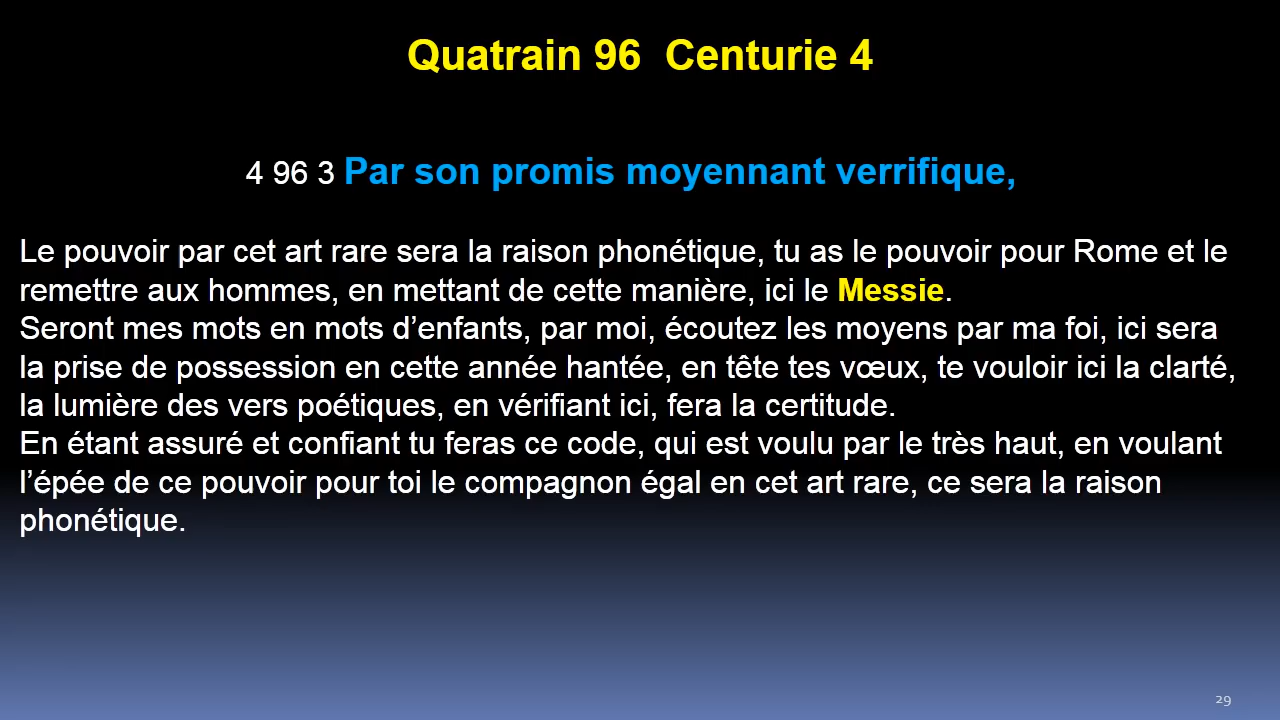 Quatrain 96 Centurie 4
4 96 3 Par son promis moyennant verrifique,
Le pouvoir par cet art rare sera la raison phonétique, tu as le pouvoir pour Rome et le
remettre aux hommes, en mettant de cette manière, ici le Messie.
Seront mes mots en mots d’enfants, par moi, écoutez les moyens par ma foi, ici sera
la prise de possession en cette année hantée, en tête tes vœux, te vouloir ici la clarté,
la lumière des vers poétiques, en vérifiant ici, fera la certitude.
En étant assuré et confiant tu feras ce code, qui est voulu par le très haut, en voulant
l’épée de ce pouvoir pour toi le compagnon égal en cet art rare, ce sera la raison
phonétique.
29